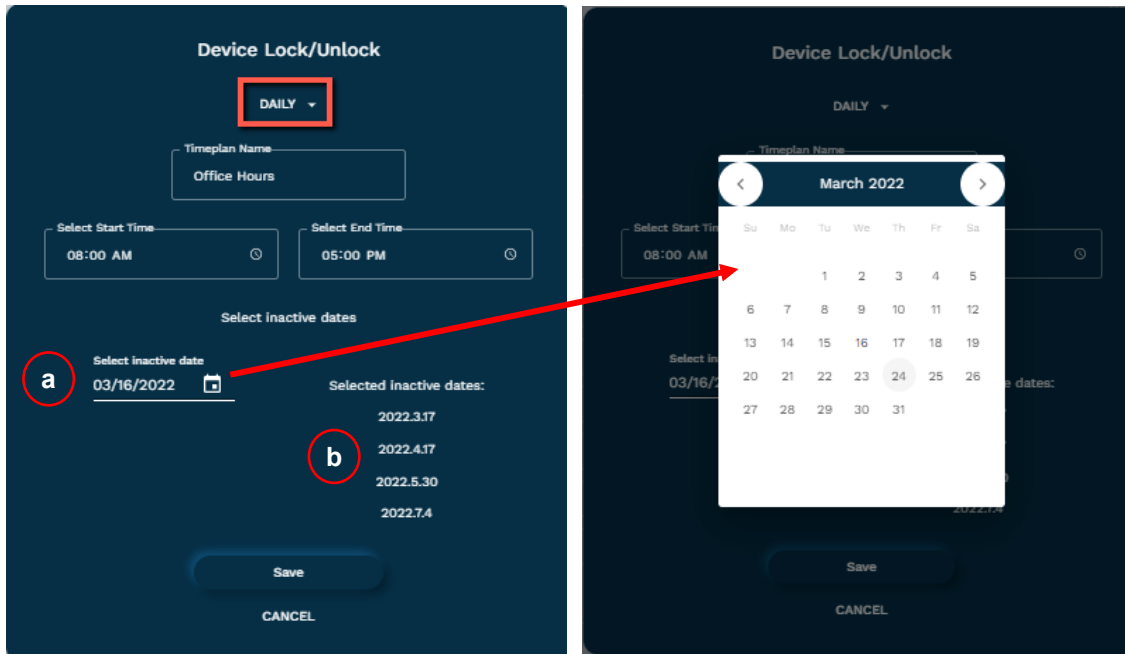 Device Lock/Unlock
DAILY
Timeplan Name
Office Hours
Select Start Time
08:00 AM
Select End Time
05:00 PM
Select inactive dates
a
Select inactive date
03/16/2022
Selected inactive dates:
2022.3.17
b
2022.4.17
2022.5.30
2022.7.4
Save
CANCEL
Device Lock/Unlock
DAILY
Timeplan Name
March 2022
Select Start Tim
08:00 AM
Su Mo Tu We Th Fr Sa
1 2 3 4 5
6 7 8 9 10 11 12
13 14 15 16 17 18 19
20 21 22 23 24 25 26
27 28 29 30 31
Select in
03/16/2
e dates:
2022.7.4
Save
CANCEL